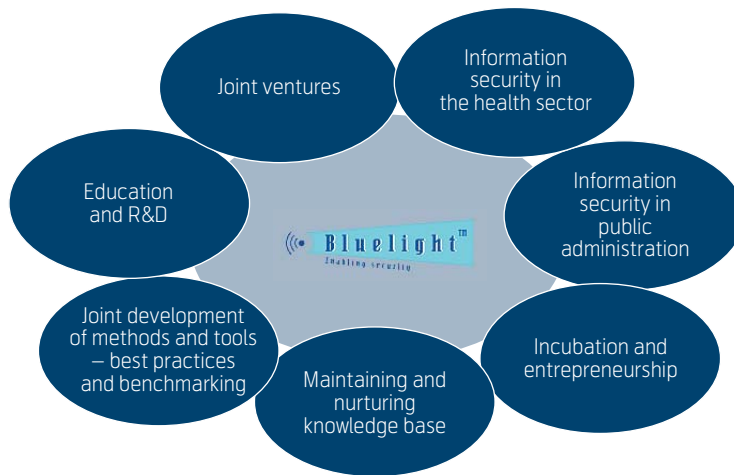 Joint ventures
Information
security in
the health sector
Education
and R&D
Information
security in
public
administration
Bluelight™
Enabling security
Joint development
of methods and tools
– best practices
and benchmarking
Maintaining and
nurturing
knowledge base
Incubation and
entrepreneurship